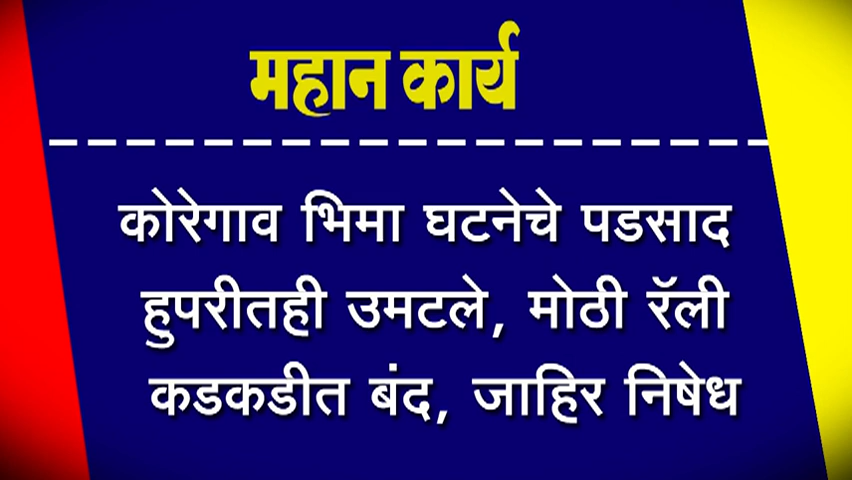 महान कार्य
कोरेगाव भिमा घटनेचे पडसाद
हुपरीतही उमटले, मोठी रॅली
कडकडीत बंद, जाहिर निषेध